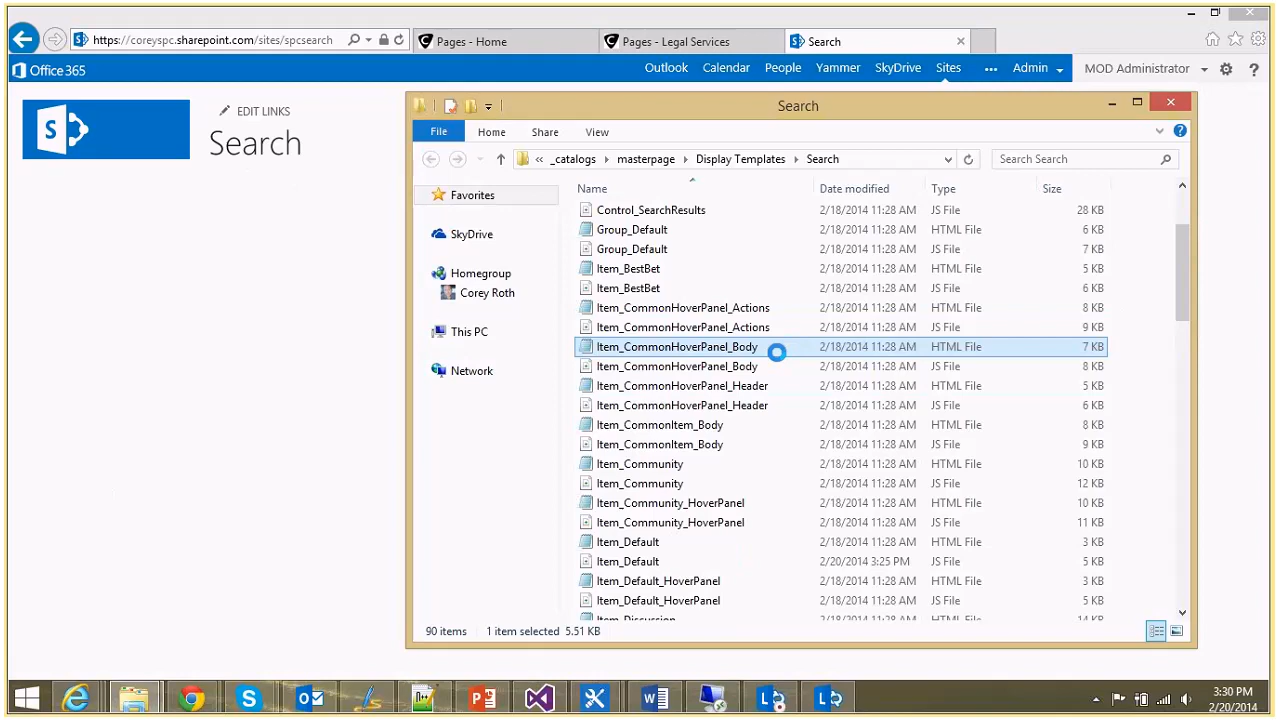 https://coreyspc.sharepoint.com/sites/spcsearch
Pages - Home
Pages - Legal Services
Search
Office 365
Outlook
Calendar
People
Yammer
SkyDrive
Sites
Admin
MOD Administrator
?
S
EDIT LINKS
Search
Search
File
Home
Share
View
« _catalogs ▸ masterpage ▸ Display Templates ▸ Search
Search Search
Favorites
SkyDrive
Homegroup
Corey Roth
This PC
Network
Name Date modified Type Size
Control_SearchResults 2/18/2014 11:28 AM JS File 28 KB
Group_Default 2/18/2014 11:28 AM HTML File 6 KB
Group_Default 2/18/2014 11:28 AM JS File 7 KB
Item_BestBet 2/18/2014 11:28 AM HTML File 5 KB
Item_BestBet 2/18/2014 11:28 AM JS File 6 KB
Item_CommonHoverPanel_Actions 2/18/2014 11:28 AM HTML File 8 KB
Item_CommonHoverPanel_Actions 2/18/2014 11:28 AM JS File 9 KB
Item_CommonHoverPanel_Body 2/18/2014 11:28 AM HTML File 7 KB
Item_CommonHoverPanel_Body 2/18/2014 11:28 AM JS File 8 KB
Item_CommonHoverPanel_Header 2/18/2014 11:28 AM HTML File 5 KB
Item_CommonHoverPanel_Header 2/18/2014 11:28 AM JS File 6 KB
Item_CommonItem_Body 2/18/2014 11:28 AM HTML File 8 KB
Item_CommonItem_Body 2/18/2014 11:28 AM JS File 9 KB
Item_Community 2/18/2014 11:28 AM HTML File 10 KB
Item_Community 2/18/2014 11:28 AM JS File 12 KB
Item_Community_HoverPanel 2/18/2014 11:28 AM HTML File 10 KB
Item_Community_HoverPanel 2/18/2014 11:28 AM JS File 11 KB
Item_Default 2/18/2014 11:28 AM HTML File 3 KB
Item_Default 2/20/2014 3:25 PM JS File 5 KB
Item_Default_HoverPanel 2/18/2014 11:28 AM HTML File 3 KB
Item_Default_HoverPanel 2/18/2014 11:28 AM JS File 5 KB
Item_Discussion 2/18/2014 11:28 AM HTML File 14 KB
90 items 1 item selected 5.51 KB
3:30 PM
2/20/2014